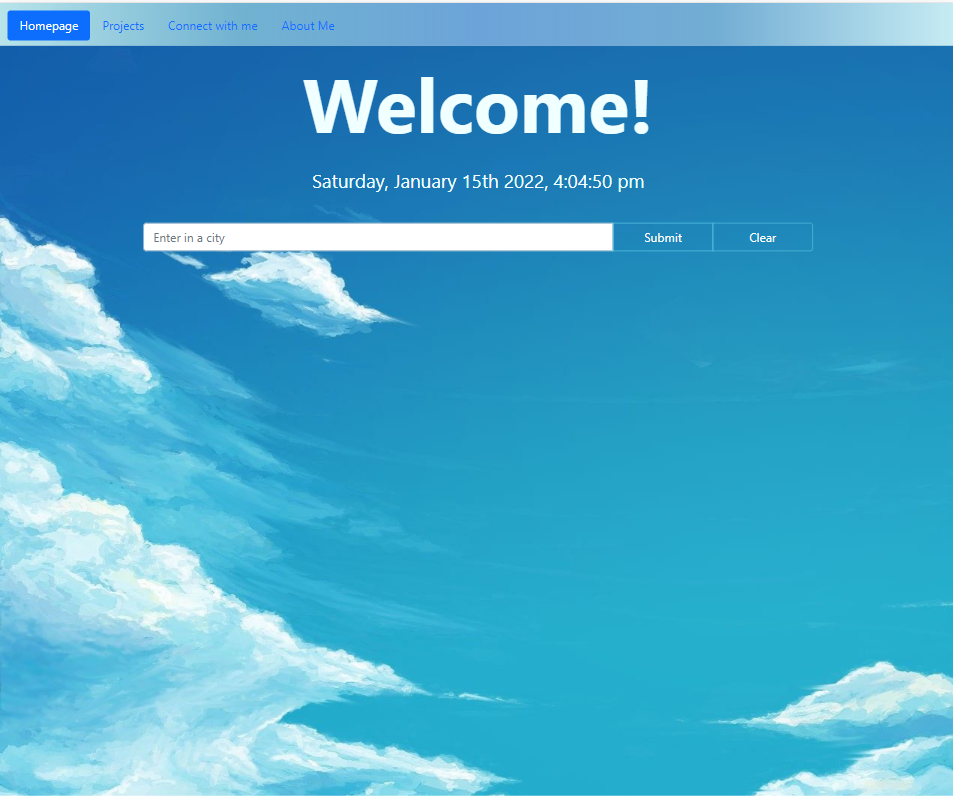 Homepage Projects Connect with me About Me
Welcome!
Saturday, January 15th 2022, 4:04:50 pm
Enter in a city Submit Clear